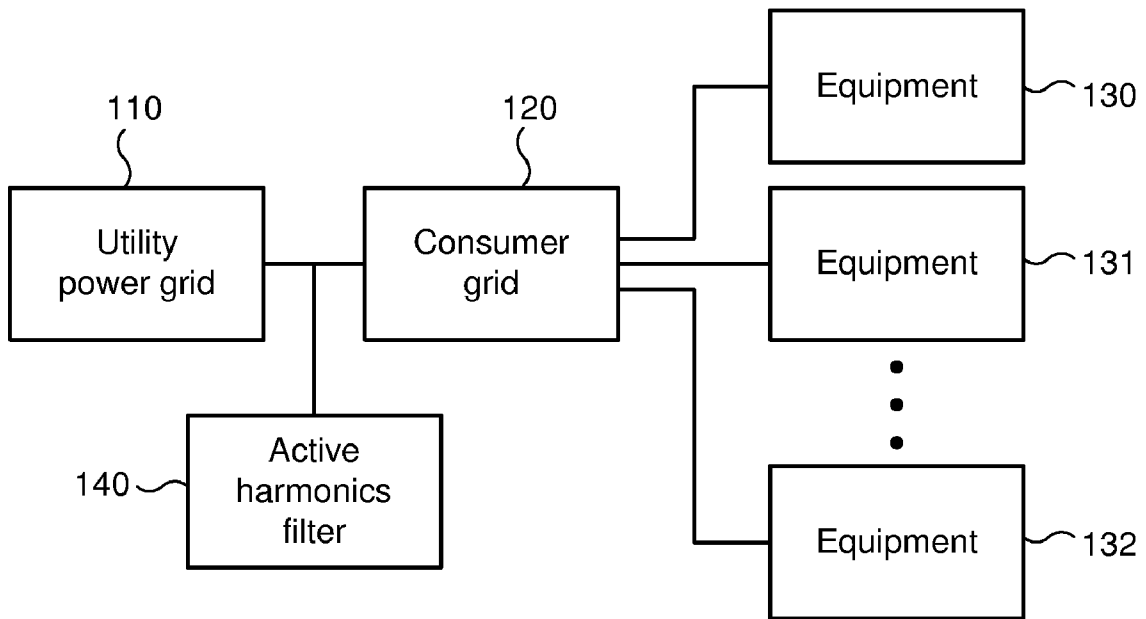 110
120
Utility
power grid
Consumer
grid
Equipment
130
Equipment
131
140
Active
harmonics
filter
Equipment
132